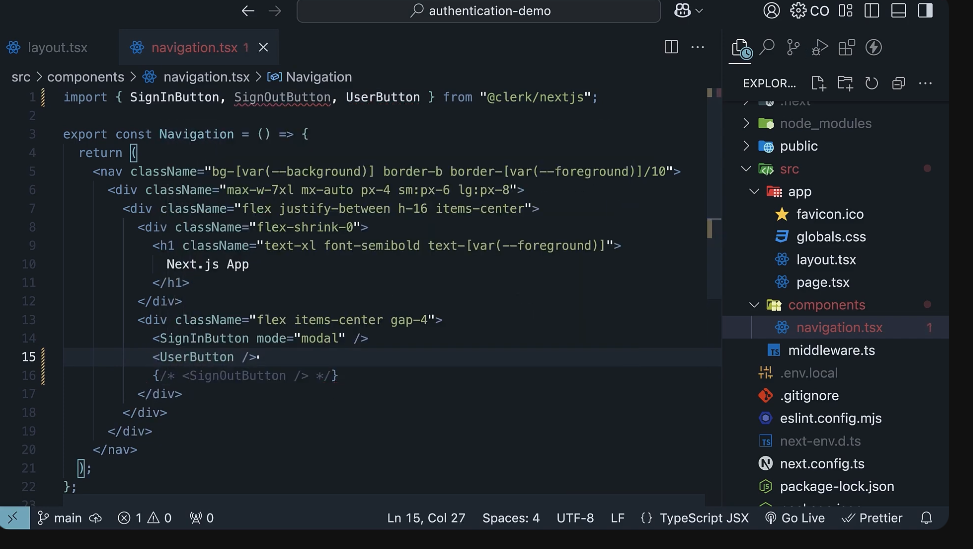 authentication-demo
CO
layout.tsx
navigation.tsx 1
src > components > navigation.tsx > Navigation
1 import { SignInButton, SignOutButton, UserButton } from "@clerk/nextjs";
2
3 export const Navigation = () => {
4 return (
5 <nav className="bg-[var(--background)] border-b border-[var(--foreground)]/10">
6 <div className="max-w-7xl mx-auto px-4 sm:px-6 lg:px-8">
7 <div className="flex justify-between h-16 items-center">
8 <div className="flex-shrink-0">
9 <h1 className="text-xl font-semibold text-[var(--foreground)]">
10 Next.js App
11 </h1>
12 </div>
13 <div className="flex items-center gap-4">
14 <SignInButton mode="modal" />
15 <UserButton />
16 {/* <SignOutButton /> */}
17 </div>
18 </div>
19 </div>
20 </nav>
21 );
22 };
EXPLOR...
.next
node_modules
public
src
app
favicon.ico
globals.css
layout.tsx
page.tsx
components
navigation.tsx 1
middleware.ts
.env.local
.gitignore
eslint.config.mjs
next-env.d.ts
next.config.ts
package-lock.json
main 1 0 0 Ln 15, Col 27 Spaces: 4 UTF-8 LF {} TypeScript JSX Go Live Prettier